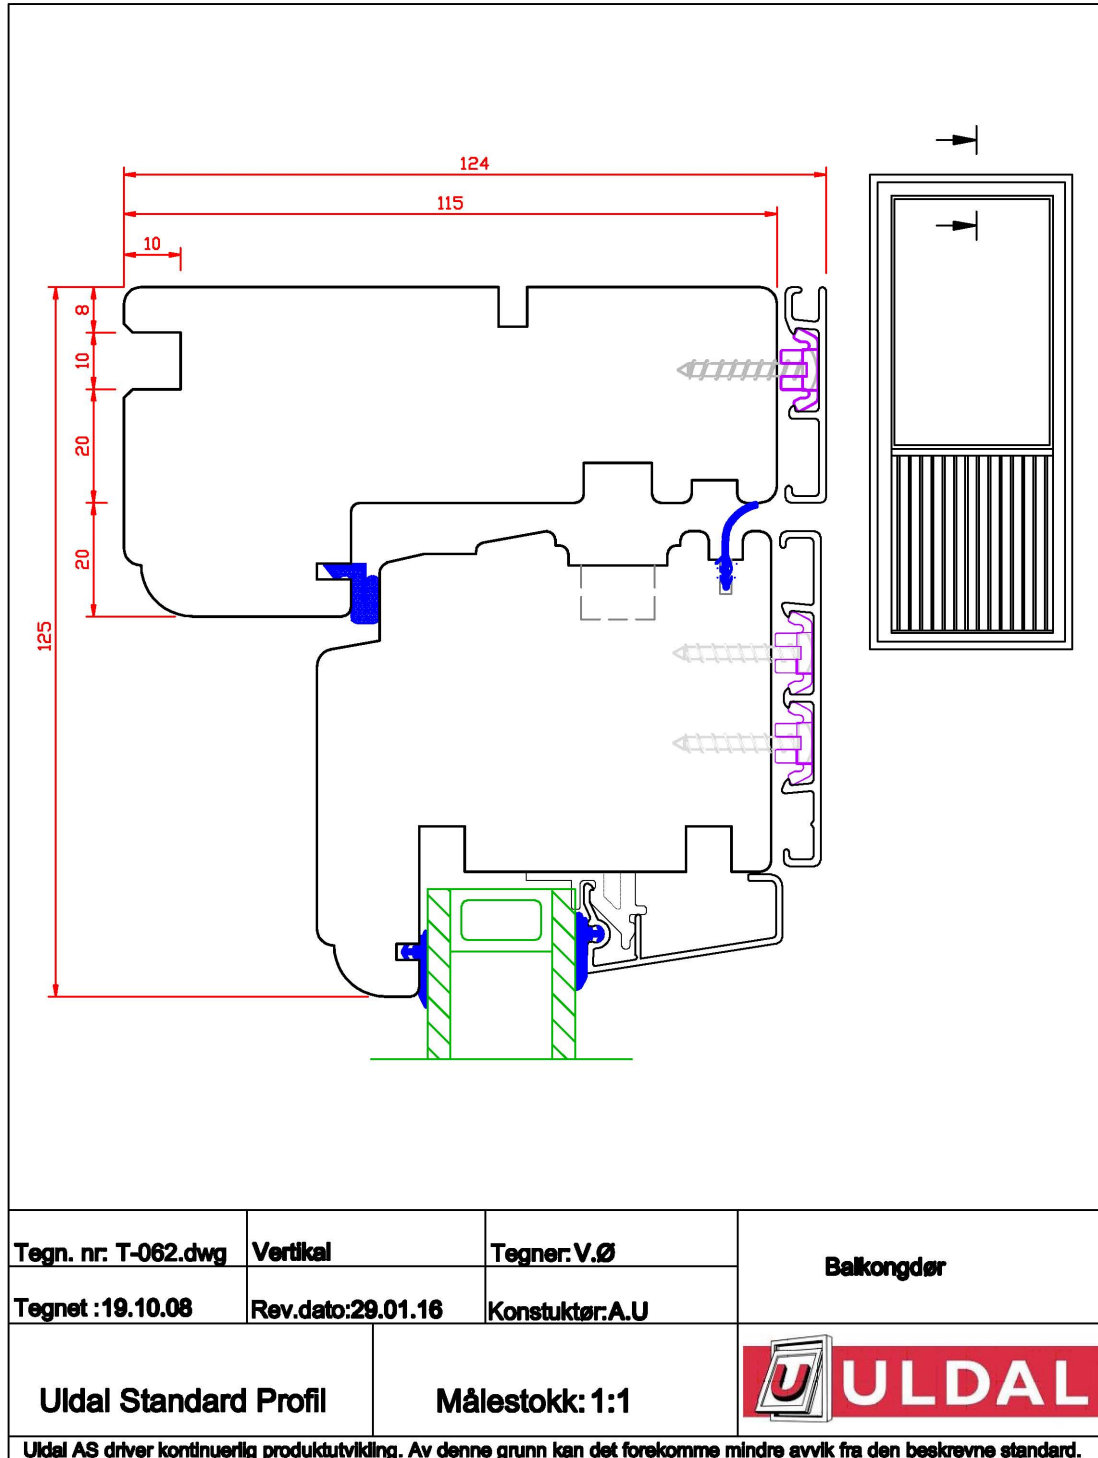 124
115
10
8
10
20
20
125
Tegn. nr: T-062.dwg
Vertikal
Tegner: V.Ø
Balkongdør
Tegnet : 19.10.08
Rev.dato:29.01.16
Konstuktør: A.U
Uldal Standard Profil
Målestokk: 1:1
U ULDAL
Uldal AS driver kontinuerlig produktutvikling. Av denne grunn kan det forekomme mindre avvik fra den beskrevne standard.